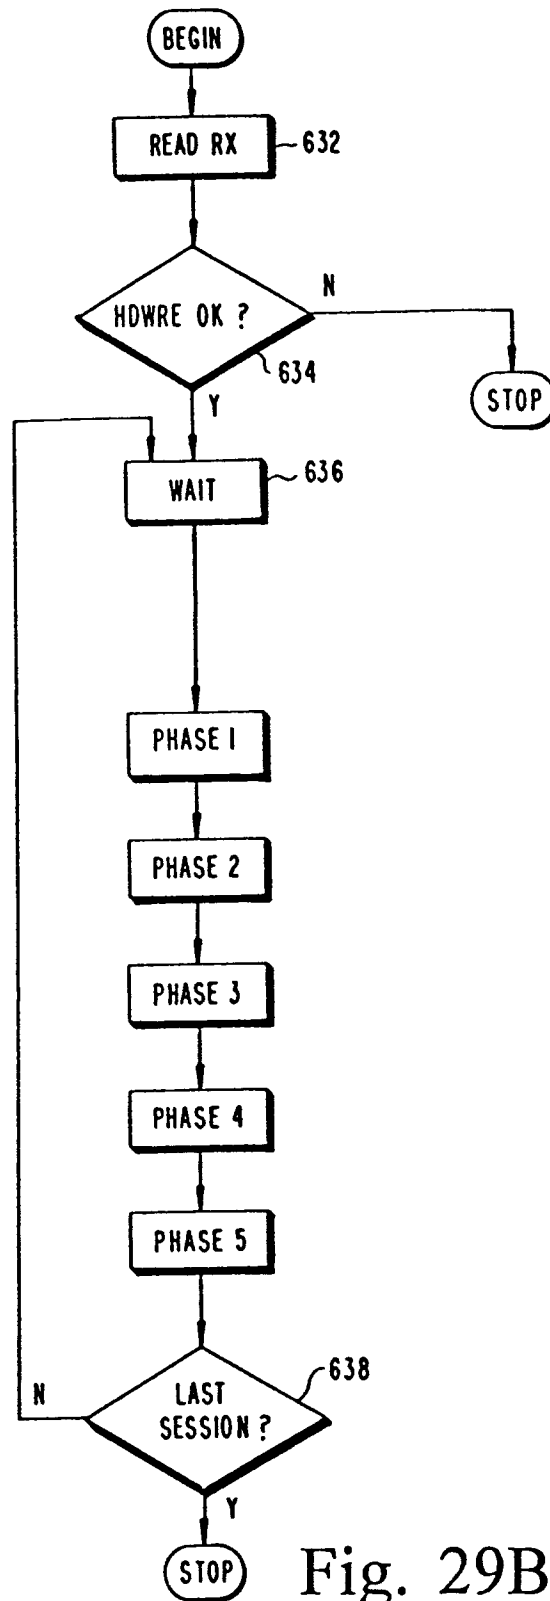 BEGIN
READ RX
632
HDWRE OK ?
N
634
STOP
Y
WAIT
636
PHASE 1
PHASE 2
PHASE 3
PHASE 4
PHASE 5
638
N
LAST
SESSION ?
Y
STOP
Fig. 29B